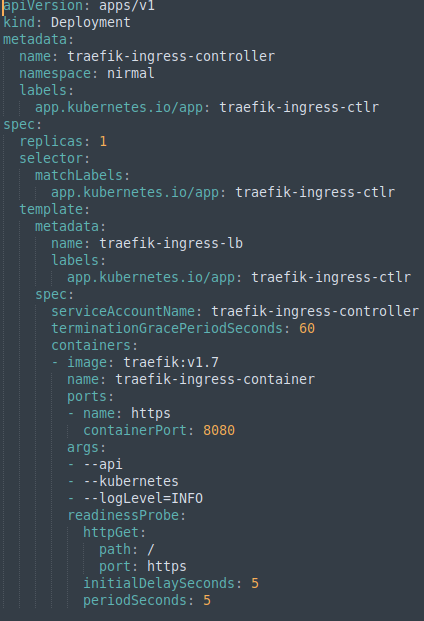 apiVersion: apps/v1
kind: Deployment
metadata:
  name: traefik-ingress-controller
  namespace: nirmal
  labels:
    app.kubernetes.io/app: traefik-ingress-ctlr
spec:
  replicas: 1
  selector:
    matchLabels:
      app.kubernetes.io/app: traefik-ingress-ctlr
  template:
    metadata:
      name: traefik-ingress-lb
      labels:
        app.kubernetes.io/app: traefik-ingress-ctlr
    spec:
      serviceAccountName: traefik-ingress-controller
      terminationGracePeriodSeconds: 60
      containers:
      - image: traefik:v1.7
        name: traefik-ingress-container
        ports:
        - name: https
          containerPort: 8080
        args:
        - --api
        - --kubernetes
        - --logLevel=INFO
        readinessProbe:
          httpGet:
            path: /
            port: https
          initialDelaySeconds: 5
          periodSeconds: 5